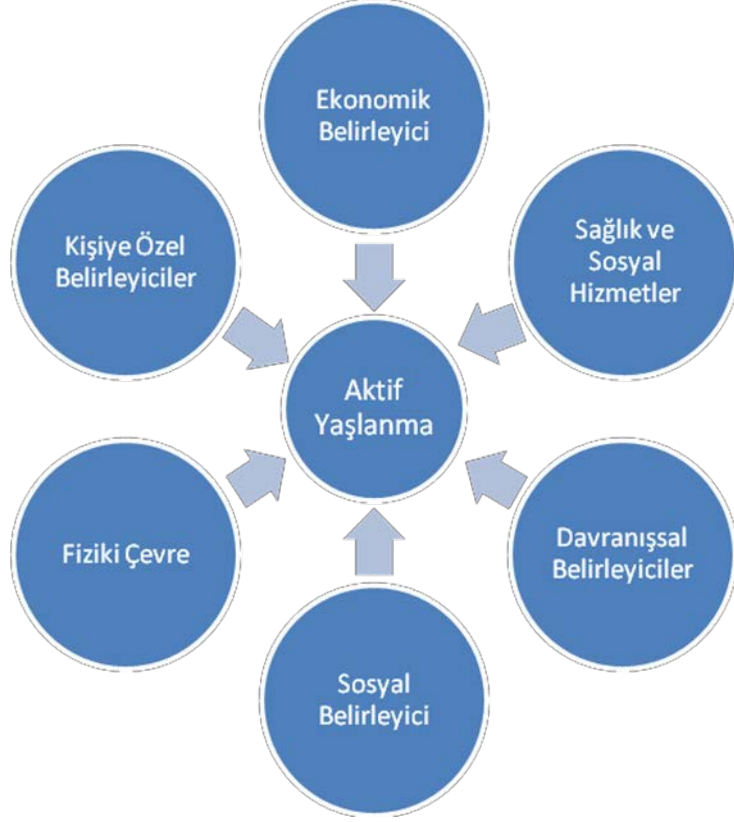 Ekonomik
Belirleyici
Kişiye Özel
Belirleyiciler
Sağlık ve
Sosyal
Hizmetler
Aktif
Yaşlanma
Fiziki Çevre
Davranışsal
Belirleyiciler
Sosyal
Belirleyici